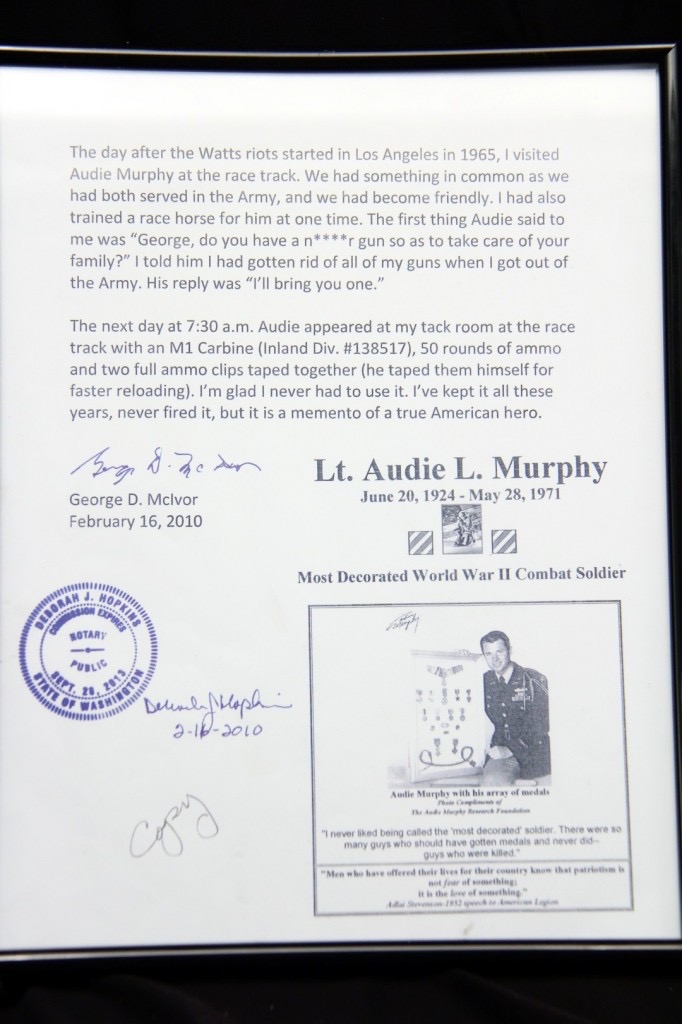 The day after the Watts riots started in Los Angeles in 1965, I visited
Audie Murphy at the race track. We had something in common as we
had both served in the Army, and we had become friendly. I had also
trained a race horse for him at one time. The first thing Audie said to
me was “George, do you have a n****r gun so as to take care of your
family?” I told him I had gotten rid of all of my guns when I got out of
the Army. His reply was “I’ll bring you one.”
The next day at 7:30 a.m. Audie appeared at my tack room at the race
track with an M1 Carbine (Inland Div. #138517), 50 rounds of ammo
and two full ammo clips taped together (he taped them himself for
faster reloading). I’m glad I never had to use it. I’ve kept it all these
years, never fired it, but it is a memento of a true American hero.
George D. McIvor
George D. McIvor
February 16, 2010
Lt. Audie L. Murphy
June 20, 1924 - May 28, 1971
Most Decorated World War II Combat Soldier
DEBORAH J. HOPKINS
COMMISSION EXPIRES
NOTARY
PUBLIC
SEPT. 26, 2013
STATE OF WASHINGTON
Deborah J Hopkins
2-16-2010
Copy
Audie Murphy with his array of medals
Photo Compliments of
The Audie Murphy Research Foundation
"I never liked being called the 'most decorated' soldier. There were so
many guys who should have gotten medals and never did--
guys who were killed."
"Men who have offered their lives for their country know that patriotism is
not fear of something;
it is the love of something."
Adlai Stevenson-1952 speech to American Legion